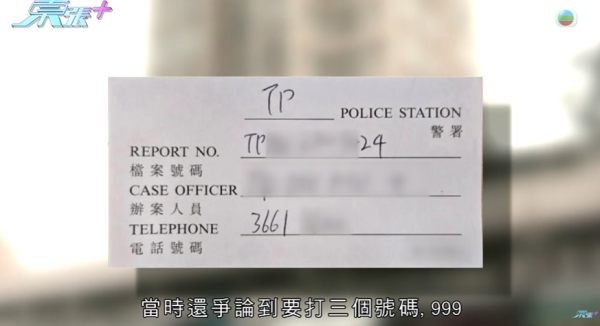 東張+
TP POLICE STATION
警署
REPORT NO. TP 24
檔案號碼
CASE OFFICER
辦案人員
TELEPHONE 3661
電話號碼
當時還爭論到要打三個號碼, 999